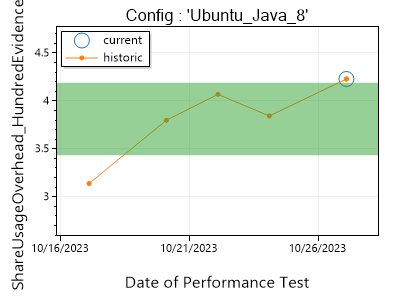 Config : 'Ubuntu_Java_8'
ShareUsageOverhead_HundredEvidence
current
historic
4.5
4
3.5
3
10/16/2023
10/21/2023
10/26/2023
Date of Performance Test